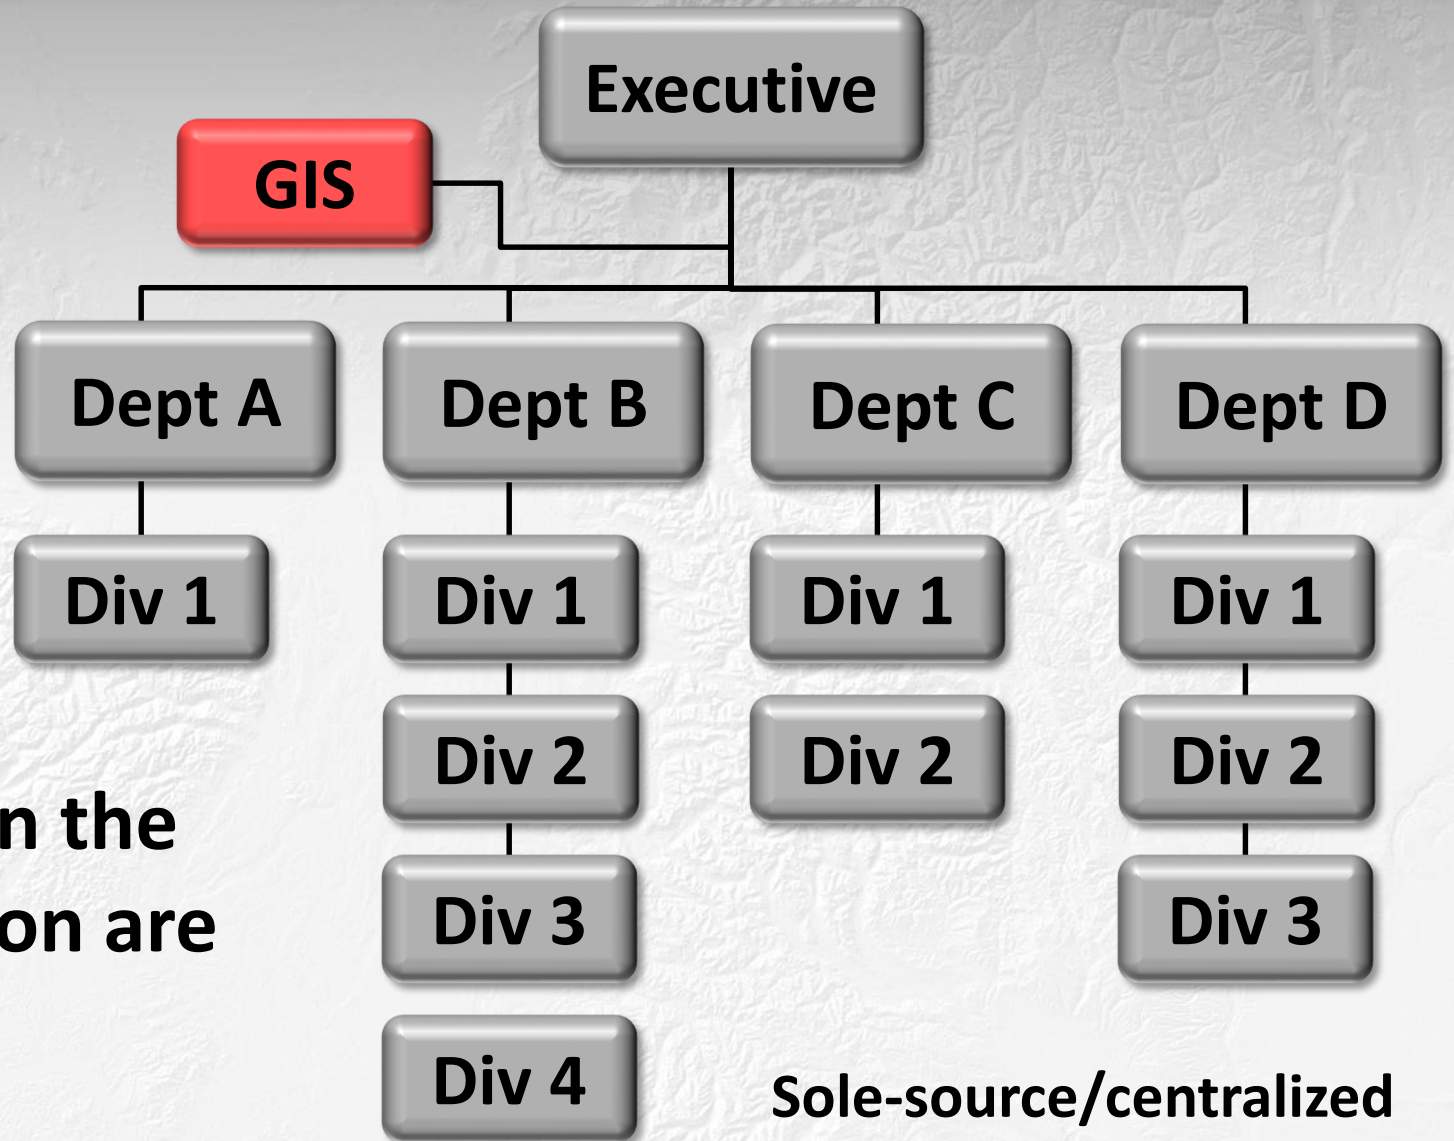 Executive
GIS
Dept A
Dept B
Dept C
Dept D
Div 1
Div 1
Div 1
Div 1
Div 2
Div 2
Div 2
n the
on are
Div 3
Div 3
Div 4
Sole-source/centralized